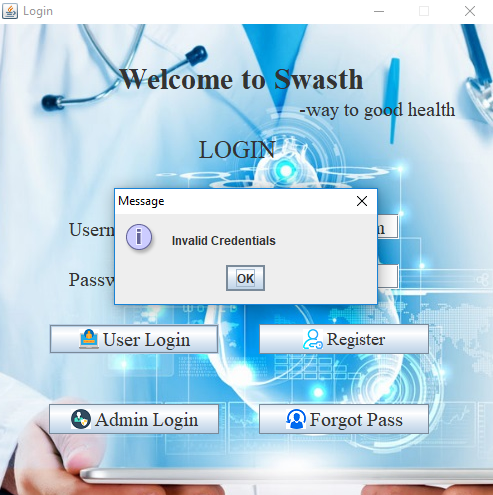 Login
Welcome to Swasth
-way to good health
LOGIN
Message
Invalid Credentials
OK
User Login
Register
Admin Login
Forgot Pass